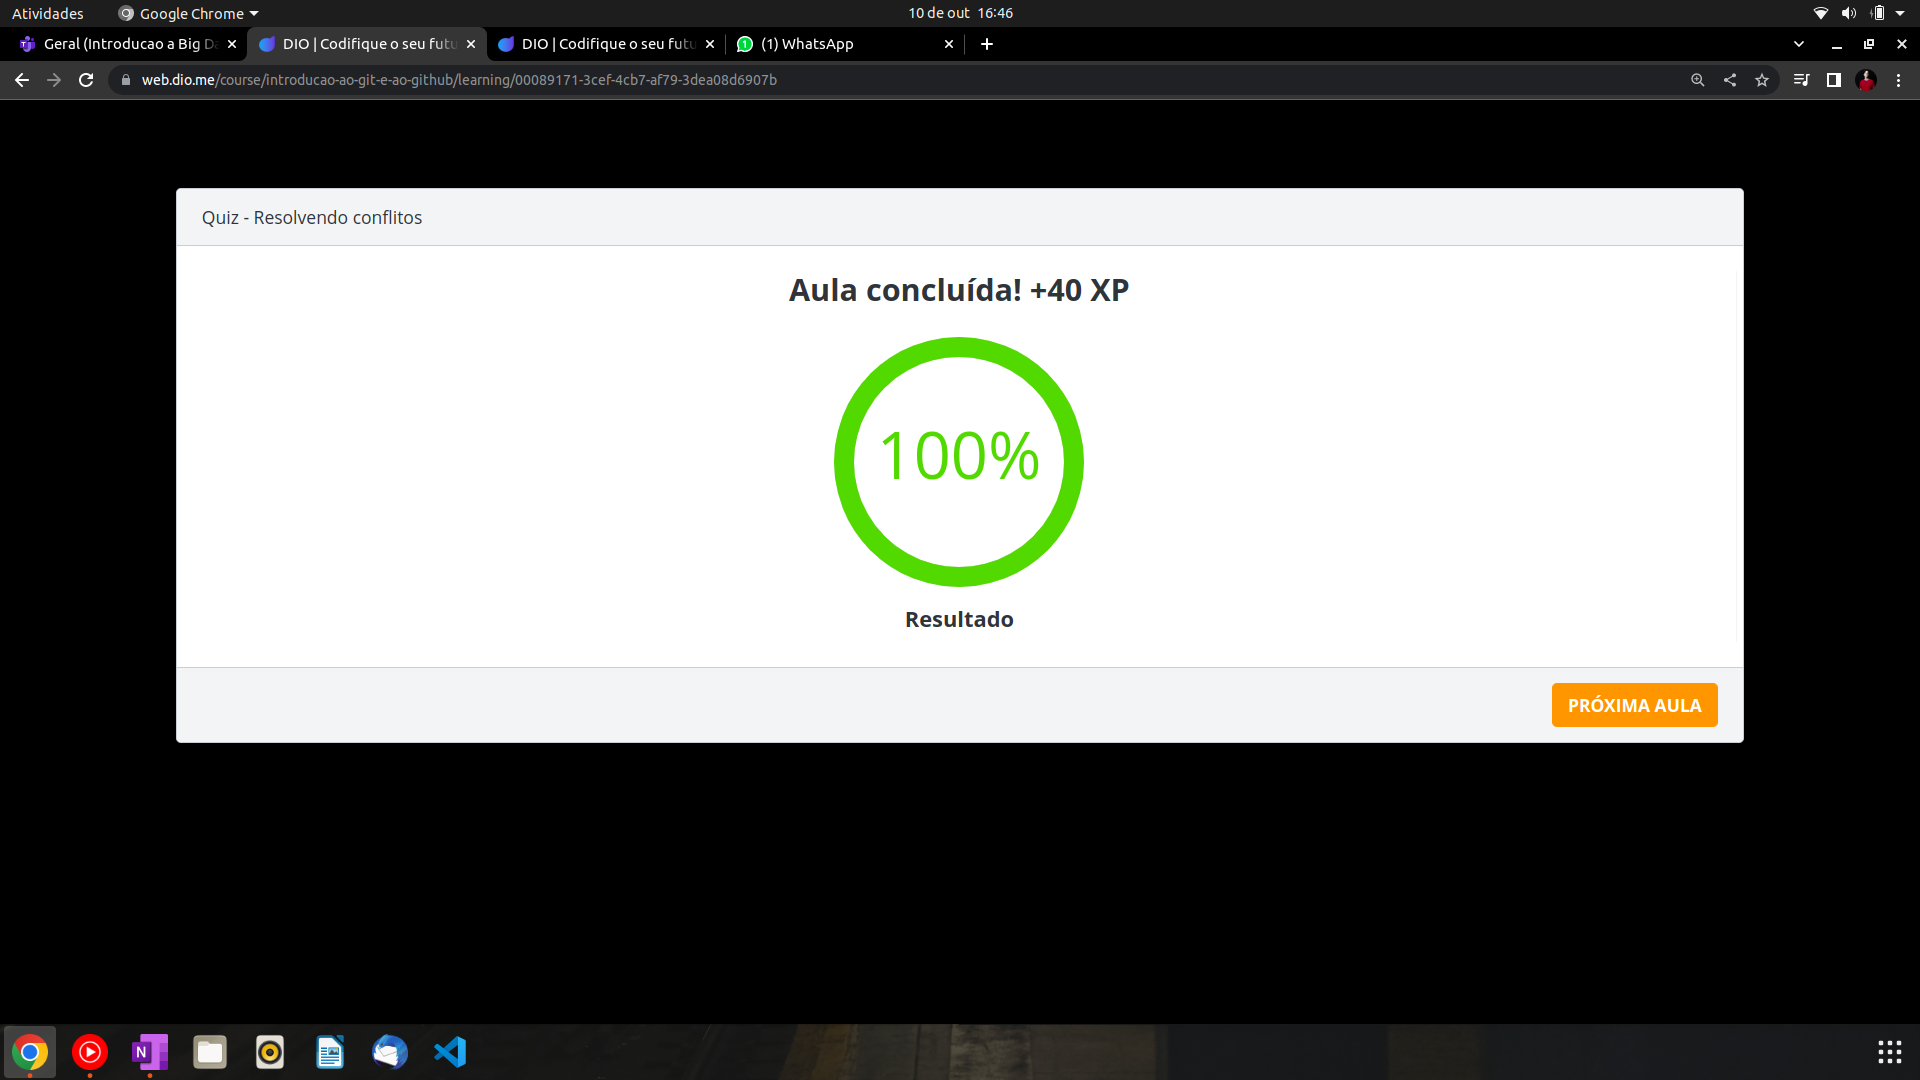 Atividades
Google Chrome
10 de out 16:46
Geral (Introducao a Big Da
DIO | Codifique o seu futu
DIO | Codifique o seu futu
(1) WhatsApp
web.dio.me/course/introducao-ao-git-e-ao-github/learning/00089171-3cef-4cb7-af79-3dea08d6907b
Quiz - Resolvendo conflitos
Aula concluída! +40 XP
100%
Resultado
PRÓXIMA AULA